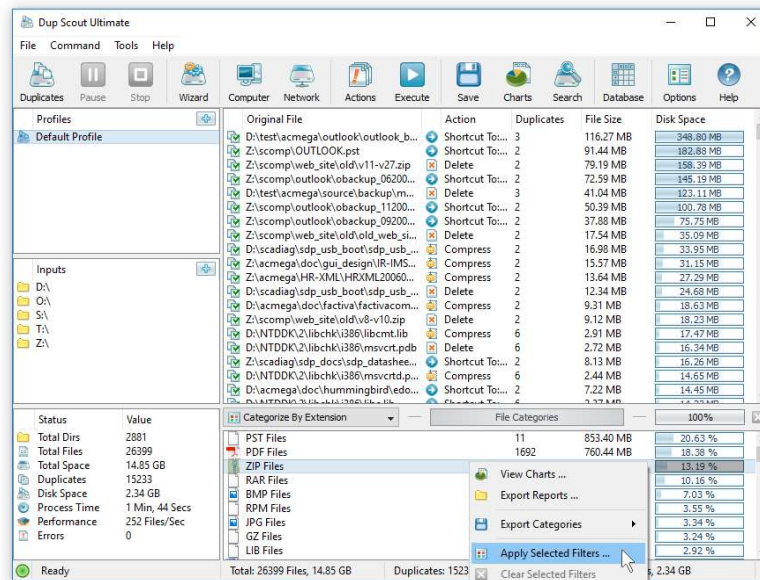 Dup Scout Ultimate
File Command Tools Help
Duplicates Pause Stop Wizard Computer Network Actions Execute Save Charts Search Database Options Help
Profiles
Default Profile
Inputs
D:\
O:\
S:\
T:\
Z:\
Original File Action Duplicates File Size Disk Space
D:\test\acmega\outlook\outlook_b... Shortcut To:... 3 116.27 MB 348.80 MB
Z:\scomp\OUTLOOK.pst Shortcut To:... 2 91.44 MB 182.88 MB
Z:\scomp\web_site\old\v11-v27.zip Delete 2 79.19 MB 158.39 MB
Z:\scomp\outlook\obackup_06200... Shortcut To:... 2 72.59 MB 145.19 MB
D:\test\acmega\source\backup\m... Delete 3 41.04 MB 123.11 MB
Z:\scomp\outlook\obackup_11200... Shortcut To:... 2 50.39 MB 100.78 MB
Z:\scomp\outlook\obackup_09200... Shortcut To:... 2 37.88 MB 75.75 MB
Z:\scomp\web_site\old\old_web_si... Delete 2 17.54 MB 35.09 MB
D:\scadiag\sdp_usb_boot\sdp_usb_... Compress 2 16.98 MB 33.95 MB
D:\acmega\doc\gui_design\IR-IMS... Compress 2 15.57 MB 31.15 MB
Z:\acmega\HR-XML\HRXML20060... Compress 2 13.64 MB 27.29 MB
D:\scadiag\sdp_usb_boot\sdp_usb_... Delete 2 12.34 MB 24.68 MB
D:\acmega\doc\factiva\factivacom... Compress 2 9.31 MB 18.63 MB
Z:\scomp\web_site\old\v8-v10.zip Delete 2 9.12 MB 18.23 MB
D:\NTDDK\2\libchk\i386\libcmt.lib Compress 6 2.91 MB 17.47 MB
D:\NTDDK\2\libchk\i386\msvcrt.pdb Delete 6 2.72 MB 16.34 MB
Z:\scadiag\sdp_docs\sdp_datashee... Shortcut To:... 2 8.13 MB 16.26 MB
D:\NTDDK\2\libchk\i386\msvcrtd.p... Compress 6 2.44 MB 14.65 MB
D:\acmega\doc\hummingbird\edo... Shortcut To:... 2 7.22 MB 14.45 MB
Status Value
Total Dirs 2881
Total Files 26399
Total Space 14.85 GB
Duplicates 15233
Disk Space 2.34 GB
Process Time 1 Min, 44 Secs
Performance 252 Files/Sec
Errors 0
Categorize By Extension File Categories 100%
PST Files 11 853.40 MB 20.63 %
PDF Files 1692 760.44 MB 18.38 %
ZIP Files 13.19 %
RAR Files 10.16 %
BMP Files 7.03 %
RPM Files 3.55 %
JPG Files 3.34 %
GZ Files 3.24 %
LIB Files 2.92 %
View Charts ...
Export Reports ...
Export Categories
Apply Selected Filters ...
Clear Selected Filters
Ready Total: 26399 Files, 14.85 GB Duplicates: 1523 s, 2.34 GB